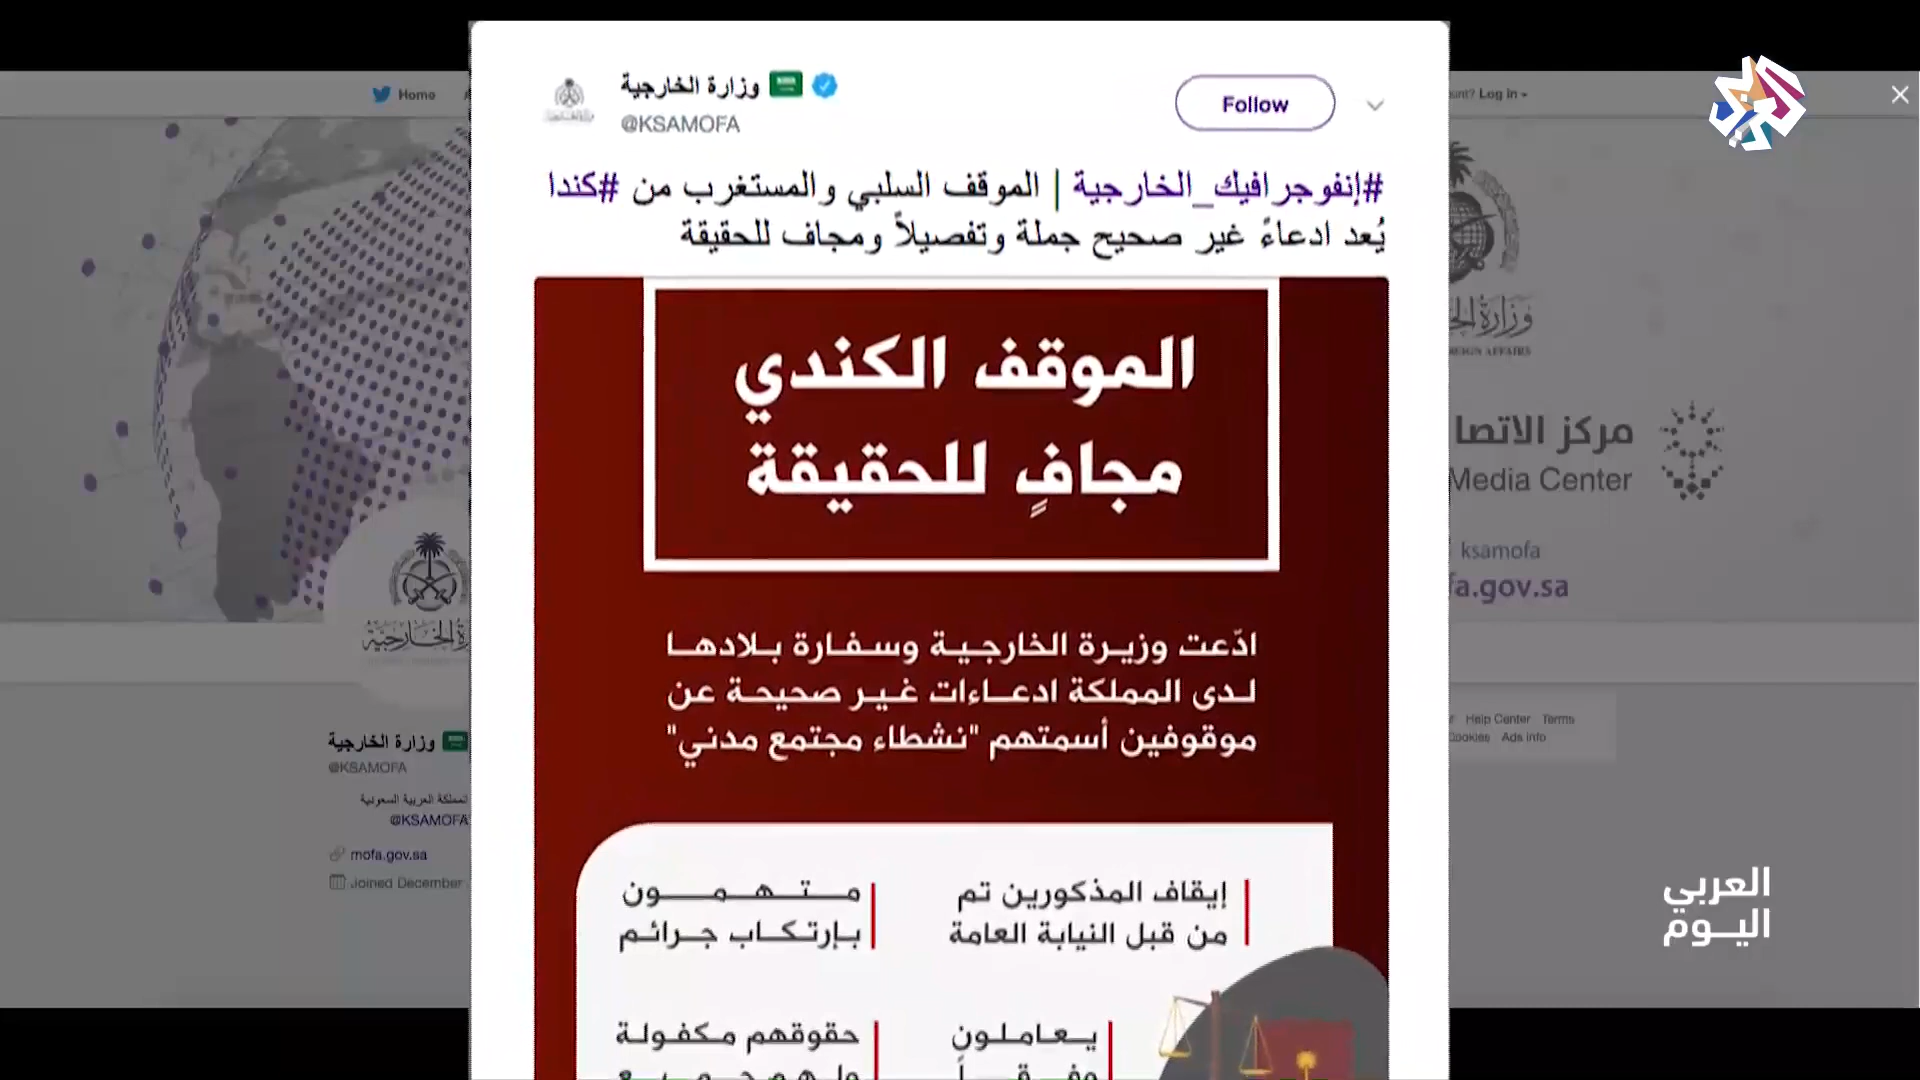 وزارة الخارجية
@KSAMOFA
Follow
#إنفوجرافيك_الخارجية | الموقف السلبي والمستغرب من #كندا
يُعد ادعاءً غير صحيح جملة وتفصيلاً ومجاف للحقيقة
الموقف الكندي
مجافٍ للحقيقة
ادّعت وزيرة الخارجية وسفارة بلادها
لدى المملكة ادعاءات غير صحيحة عن
موقوفين أسمتهم "نشطاء مجتمع مدني"
إيقاف المذكورين تم
من قبل النيابة العامة
متهمون
بإرتكاب جرائم
يعاملون
وفقاً
حقوقهم مكفولة
Home
وزارة الخارجية
@KSAMOFA
المملكة العربية السعودية
@KSAMOFA
mofa.gov.sa
Joined December
Log in
مركز
Media Center
ksamofa
fa.gov.sa
Help Center Terms
Cookies Ads info
العربي
اليوم